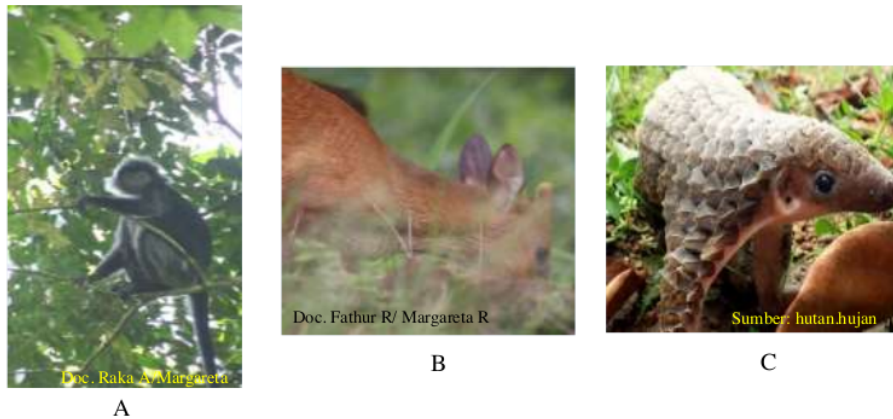 Doc. Raka A/Margareta
Doc. Fathur R/ Margareta R
Sumber: hutan.hujan
A
B
C